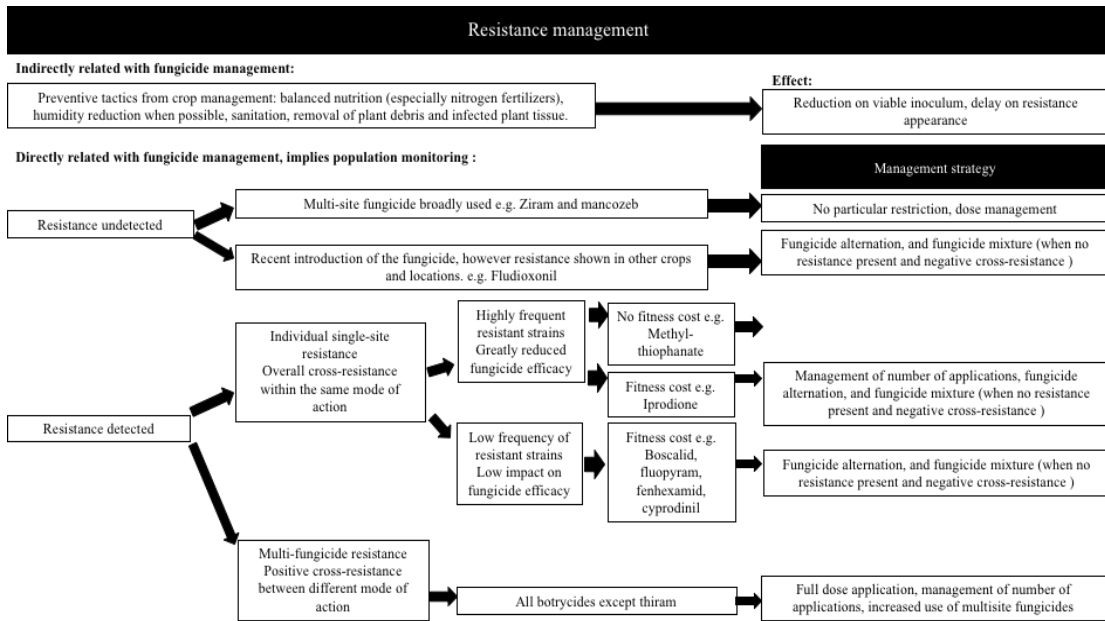 Resistance management
Indirectly related with fungicide management:
Effect:
Preventive tactics from crop management: balanced nutrition (especially nitrogen fertilizers),
humidity reduction when possible, sanitation, removal of plant debris and infected plant tissue.
Reduction on viable inoculum, delay on resistance
appearance
Directly related with fungicide management, implies population monitoring :
Management strategy
Resistance undetected
Multi-site fungicide broadly used e.g. Ziram and mancozeb
No particular restriction, dose management
Recent introduction of the fungicide, however resistance shown in other crops
and locations. e.g. Fludioxonil
Fungicide alternation, and fungicide mixture (when no
resistance present and negative cross-resistance )
Resistance detected
Individual single-site
resistance
Overall cross-resistance
within the same mode of
action
Highly frequent
resistant strains
Greatly reduced
fungicide efficacy
No fitness cost e.g.
Methyl-
thiophanate
Fitness cost e.g.
Iprodione
Management of number of applications, fungicide
alternation, and fungicide mixture (when no resistance
present and negative cross-resistance )
Low frequency of
resistant strains
Low impact on
fungicide efficacy
Fitness cost e.g.
Boscalid,
fluopyram,
fenhexamid,
cyprodinil
Fungicide alternation, and fungicide mixture (when no
resistance present and negative cross-resistance )
Multi-fungicide resistance
Positive cross-resistance
between different mode of
action
All botrycides except thiram
Full dose application, management of number of
applications, increased use of multisite fungicides